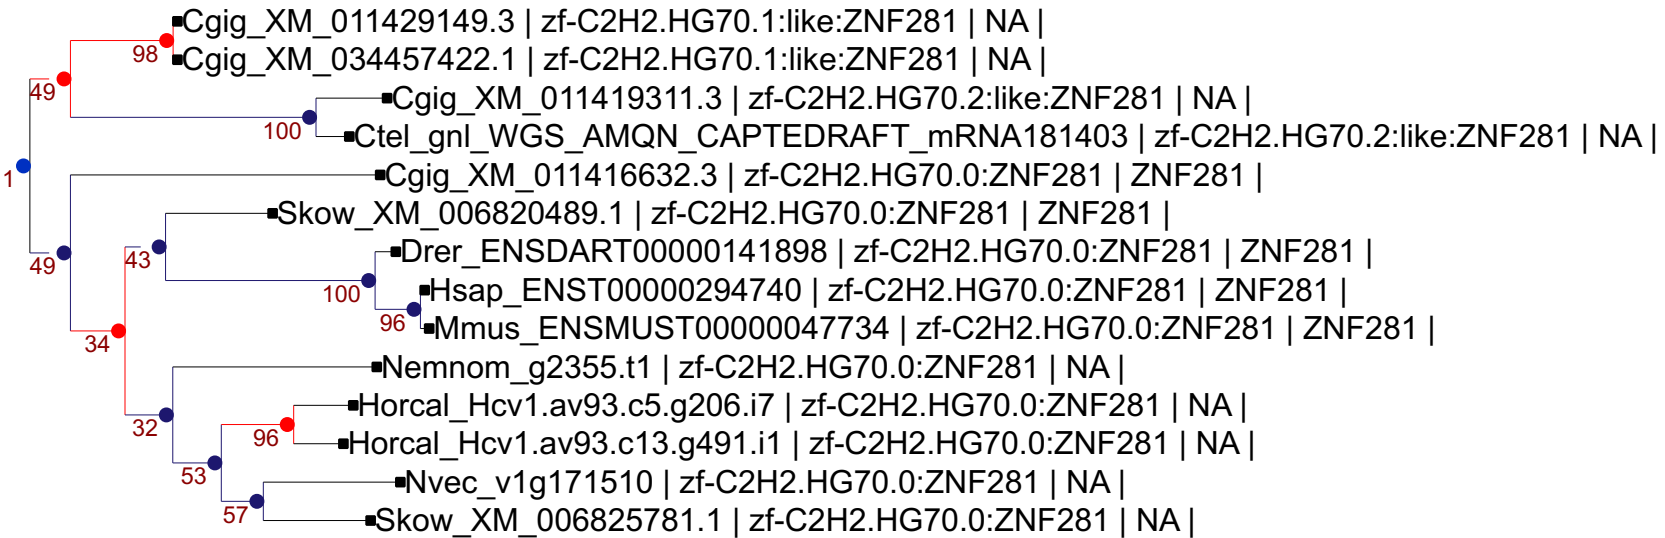 Cgig_XM_011429149.3 | zf-C2H2.HG70.1:like:ZNF281 | NA |
98
Cgig_XM_034457422.1 | zf-C2H2.HG70.1:like:ZNF281 | NA |
49
Cgig_XM_011419311.3 | zf-C2H2.HG70.2:like:ZNF281 | NA |
100
Ctel_gnl_WGS_AMQN_CAPTEDRAFT_mRNA181403 | zf-C2H2.HG70.2:like:ZNF281 | NA |
1
Cgig_XM_011416632.3 | zf-C2H2.HG70.0:ZNF281 | ZNF281 |
Skow_XM_006820489.1 | zf-C2H2.HG70.0:ZNF281 | ZNF281 |
49
43
Drer_ENSDART00000141898 | zf-C2H2.HG70.0:ZNF281 | ZNF281 |
100
Hsap_ENST00000294740 | zf-C2H2.HG70.0:ZNF281 | ZNF281 |
96
Mmus_ENSMUST00000047734 | zf-C2H2.HG70.0:ZNF281 | ZNF281 |
34
Nemnom_g2355.t1 | zf-C2H2.HG70.0:ZNF281 | NA |
Horcal_Hcv1.av93.c5.g206.i7 | zf-C2H2.HG70.0:ZNF281 | NA |
32
96
Horcal_Hcv1.av93.c13.g491.i1 | zf-C2H2.HG70.0:ZNF281 | NA |
53
Nvec_v1g171510 | zf-C2H2.HG70.0:ZNF281 | NA |
57
Skow_XM_006825781.1 | zf-C2H2.HG70.0:ZNF281 | NA |